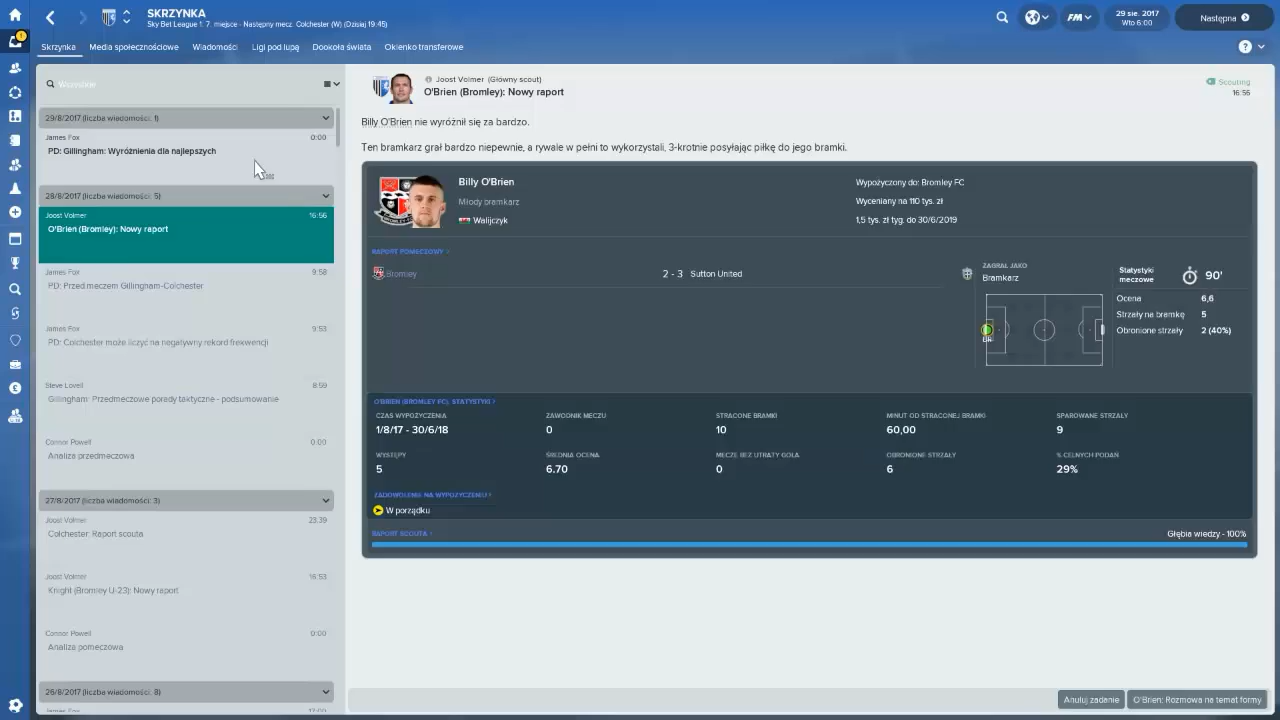 SKRZYNKA
Sky Bet League 1. 7. miejsce - Następny mecz: Colchester (W) (Dzisiaj 19:45)
FM
29 sie. 2017
Wto 6:00
Następna
Skrzynka
Media społecznościowe
Wiadomości
Ligi pod lupą
Dookoła świata
Okienko transferowe
?
29/8/2017 (liczba wiadomości: 1)
James Fox 0:00
PD: Gillingham: Wyróżnienia dla najlepszych
28/8/2017 (liczba wiadomości: 5)
Joost Volmer 16:56
O'Brien (Bromley): Nowy raport
James Fox 9:58
PD: Przed meczem Gillingham-Colchester
James Fox 9:53
PD: Colchester może liczyć na negatywny rekord frekwencji
Steve Lovell 8:59
Gillingham: Przedmeczowe porady taktyczne - podsumowanie
Connor Powell 0:00
Analiza przedmeczowa
27/8/2017 (liczba wiadomości: 3)
Joost Volmer 23:39
Colchester: Raport scouta
Joost Volmer 16:53
Knight (Bromley U-23): Nowy raport
Connor Powell 0:00
Analiza pomeczowa
26/8/2017 (liczba wiadomości: 8)
James Fox 17:00
Joost Volmer (Główny scout)
O'Brien (Bromley): Nowy raport
Scouting
16:56
Billy O'Brien nie wyróżnił się za bardzo.
Ten bramkarz grał bardzo niepewnie, a rywale w pełni to wykorzystali, 3-krotnie posyłając piłkę do jego bramki.
Billy O'Brien
Młody bramkarz
Walijczyk
Wypożyczony do: Bromley FC
Wyceniany na 110 tys. zł
1,5 tys. zł tyg. do 30/6/2019
RAPORT POMECZOWY >
Bromley 2 - 3 Sutton United
ZAGRAŁ JAKO
Bramkarz
BR
Statystyki meczowe 90'
Ocena 6,6
Strzały na bramkę 5
Obronione strzały 2 (40%)
O'BRIEN (BROMLEY FC): STATYSTYKI >
CZAS WYPOŻYCZENIA
1/8/17 - 30/6/18
ZAWODNIK MECZU
0
STRACONE BRAMKI
10
MINUT OD STRACONEJ BRAMKI
60,00
SPAROWANE STRZAŁY
9
WYSTĘPY
5
ŚREDNIA OCENA
6.70
MECZE BEZ UTRATY GOLA
0
OBRONIONE STRZAŁY
6
% CELNYCH PODAŃ
29%
ZADOWOLENIE NA WYPOŻYCZENIU >
W porządku
RAPORT SCOUTA >
Głębia wiedzy - 100%
Anuluj zadanie
O'Brien: Rozmowa na temat formy